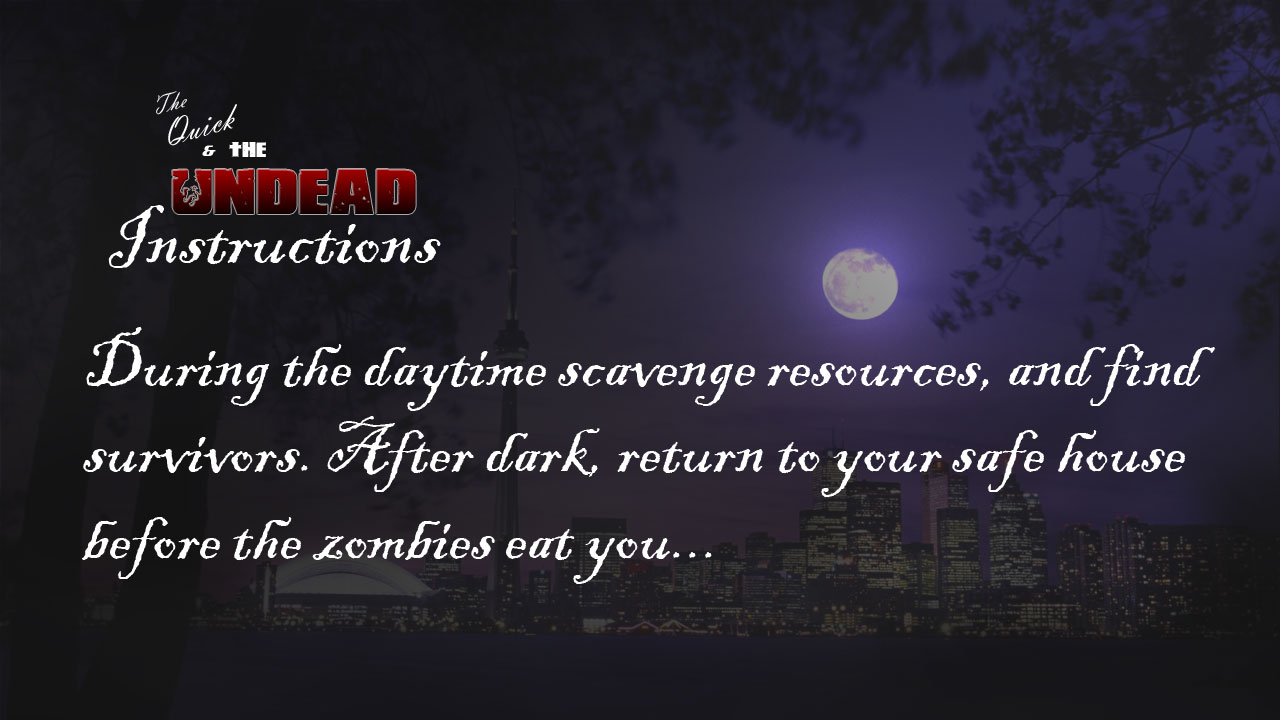 The
Quick
& THE
UNDEAD
Instructions
During the daytime scavenge resources, and find
survivors. After dark, return to your safe house
before the zombies eat you...